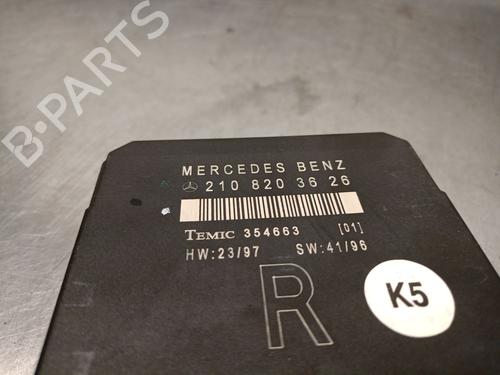 B-PARTS
MERCEDES BENZ
210 820 36 26
TEMIC 354663 [01]
HW:23/97 SW:41/96
R
K5